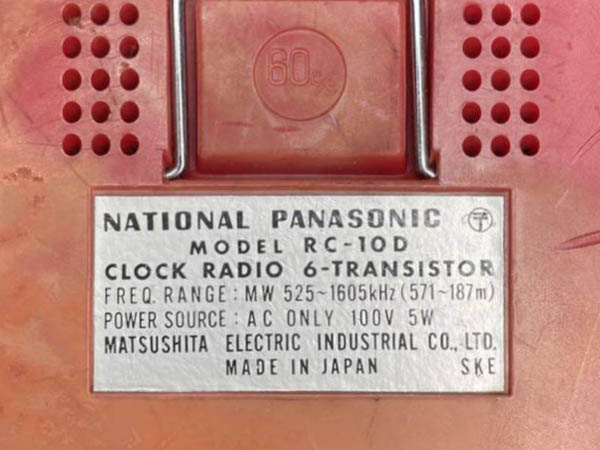 60c/s
NATIONAL PANASONIC 〒
MODEL RC-10D
CLOCK RADIO 6-TRANSISTOR
FREQ. RANGE : MW 525~1605kHz (571~187m)
POWER SOURCE : AC ONLY 100V 5W
MATSUSHITA ELECTRIC INDUSTRIAL CO., LTD.
MADE IN JAPAN SKE